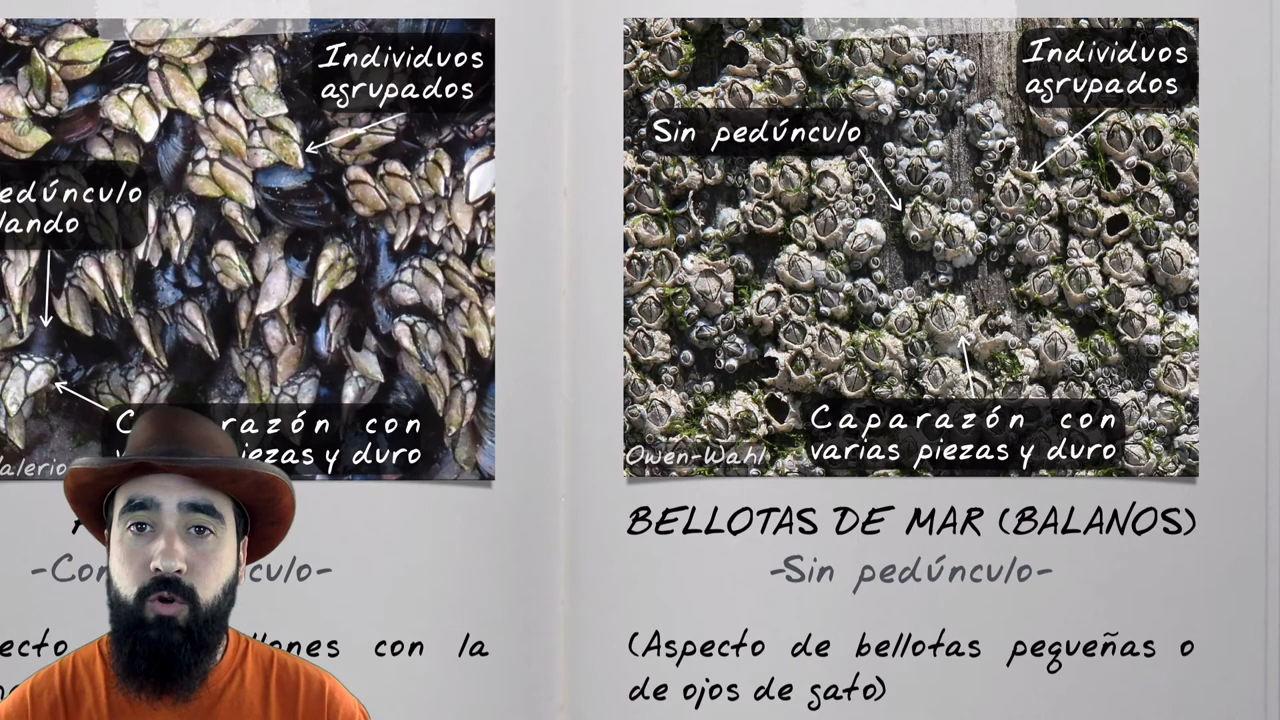 Individuos
agrupados
edúnculo
lando
razón con
iezas y duro
alerio
-Con culo-
ecto llones con la
Individuos
agrupados
Sin pedúnculo
Caparazón con
varias piezas y duro
Owen-Wahl
BELLOTAS DE MAR (BALANOS)
-Sin pedúnculo-
(Aspecto de bellotas pequeñas o
de ojos de gato)